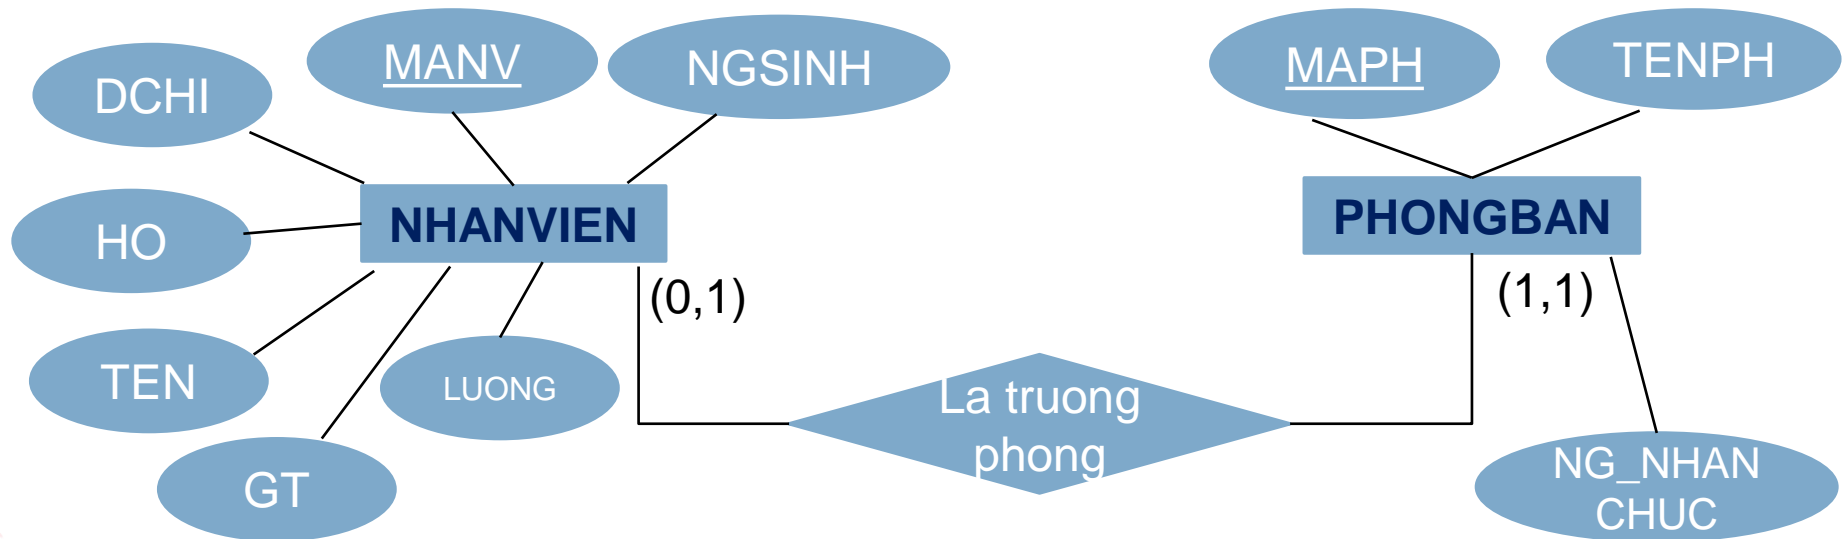 DCHI
MANV
NGSINH
MAPH
TENPH
HO
NHANVIEN
PHONGBAN
(0,1)
(1,1)
TEN
LUONG
La truong
phong
GT
NG_NHAN
CHUC